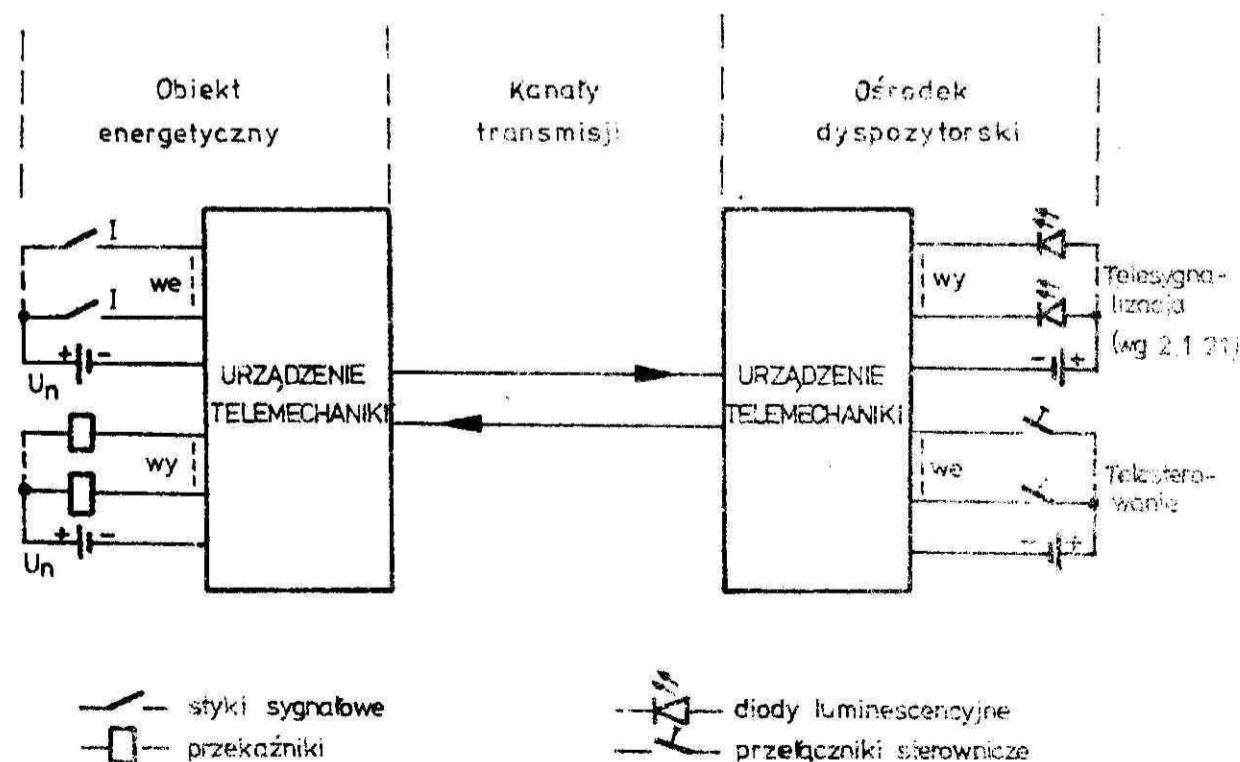 Obiekt
energetyczny
Kanały
transmisji
Ośrodek
dyspozytorski
I
we
I
+ -
Un
URZĄDZENIE
TELEMECHANIKI
wy
+ -
Un
URZĄDZENIE
TELEMECHANIKI
wy
- +
we
- +
Telesygna-
lizacja
(wg 2.1.21)
Telestero-
wanie
styki sygnałowe
przekaźniki
diody luminescencyjne
przełączniki sterownicze